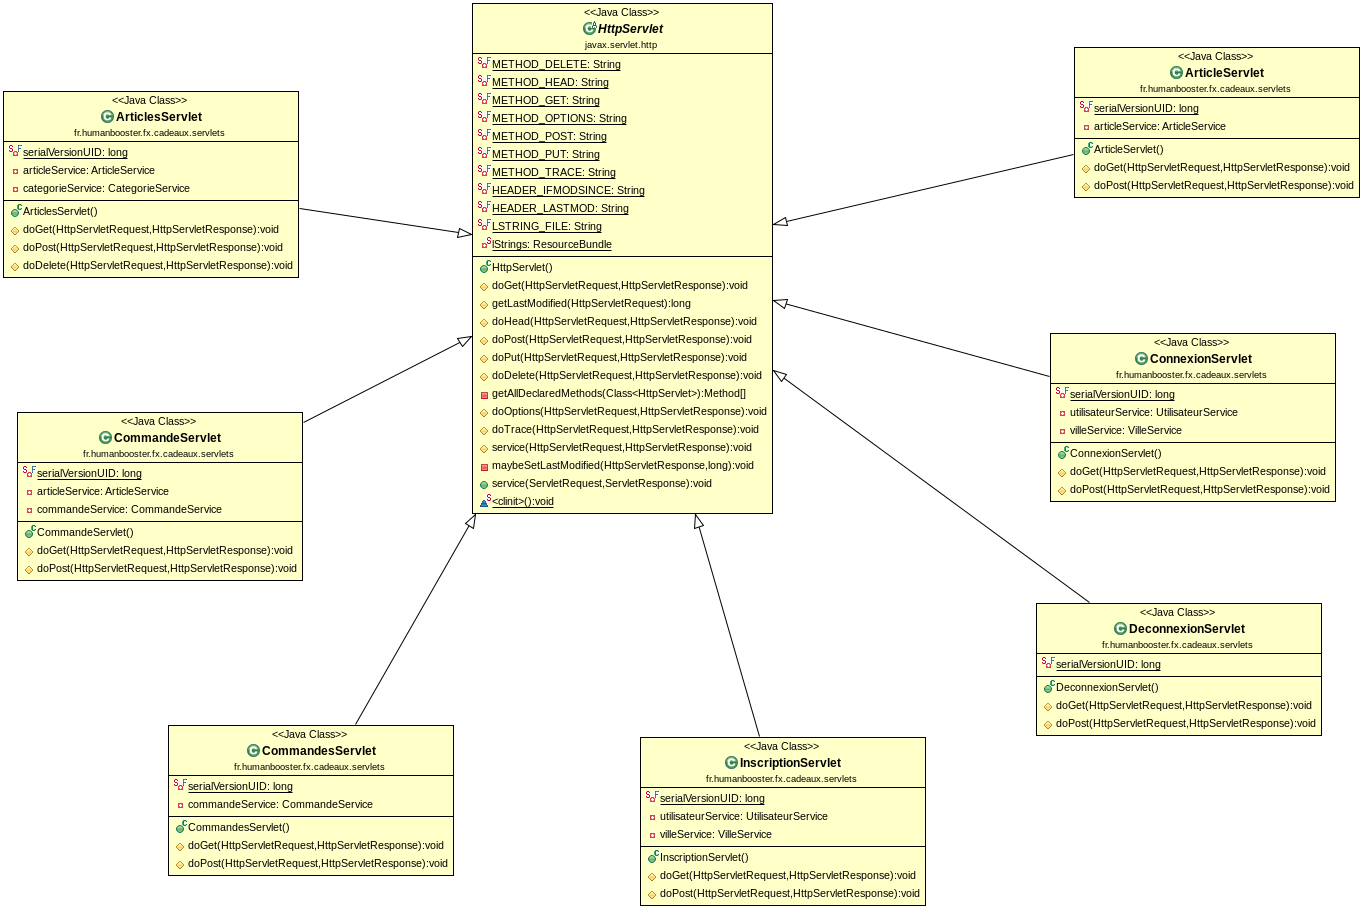 <<Java Class>>
HttpServlet
javax.servlet.http
METHOD_DELETE: String
METHOD_HEAD: String
METHOD_GET: String
METHOD_OPTIONS: String
METHOD_POST: String
METHOD_PUT: String
METHOD_TRACE: String
HEADER_IFMODSINCE: String
HEADER_LASTMOD: String
LSTRING_FILE: String
lStrings: ResourceBundle
HttpServlet()
doGet(HttpServletRequest,HttpServletResponse):void
getLastModified(HttpServletRequest):long
doHead(HttpServletRequest,HttpServletResponse):void
doPost(HttpServletRequest,HttpServletResponse):void
doPut(HttpServletRequest,HttpServletResponse):void
doDelete(HttpServletRequest,HttpServletResponse):void
getAllDeclaredMethods(Class<HttpServlet>):Method[]
doOptions(HttpServletRequest,HttpServletResponse):void
doTrace(HttpServletRequest,HttpServletResponse):void
service(HttpServletRequest,HttpServletResponse):void
maybeSetLastModified(HttpServletResponse,long):void
service(ServletRequest,ServletResponse):void
<clinit>():void
<<Java Class>>
ArticlesServlet
fr.humanbooster.fx.cadeaux.servlets
serialVersionUID: long
articleService: ArticleService
categorieService: CategorieService
ArticlesServlet()
doGet(HttpServletRequest,HttpServletResponse):void
doPost(HttpServletRequest,HttpServletResponse):void
doDelete(HttpServletRequest,HttpServletResponse):void
<<Java Class>>
ArticleServlet
fr.humanbooster.fx.cadeaux.servlets
serialVersionUID: long
articleService: ArticleService
ArticleServlet()
doGet(HttpServletRequest,HttpServletResponse):void
doPost(HttpServletRequest,HttpServletResponse):void
<<Java Class>>
ConnexionServlet
fr.humanbooster.fx.cadeaux.servlets
serialVersionUID: long
utilisateurService: UtilisateurService
villeService: VilleService
ConnexionServlet()
doGet(HttpServletRequest,HttpServletResponse):void
doPost(HttpServletRequest,HttpServletResponse):void
<<Java Class>>
CommandeServlet
fr.humanbooster.fx.cadeaux.servlets
serialVersionUID: long
articleService: ArticleService
commandeService: CommandeService
CommandeServlet()
doGet(HttpServletRequest,HttpServletResponse):void
doPost(HttpServletRequest,HttpServletResponse):void
<<Java Class>>
DeconnexionServlet
fr.humanbooster.fx.cadeaux.servlets
serialVersionUID: long
DeconnexionServlet()
doGet(HttpServletRequest,HttpServletResponse):void
doPost(HttpServletRequest,HttpServletResponse):void
<<Java Class>>
CommandesServlet
fr.humanbooster.fx.cadeaux.servlets
serialVersionUID: long
commandeService: CommandeService
CommandesServlet()
doGet(HttpServletRequest,HttpServletResponse):void
doPost(HttpServletRequest,HttpServletResponse):void
<<Java Class>>
InscriptionServlet
fr.humanbooster.fx.cadeaux.servlets
serialVersionUID: long
utilisateurService: UtilisateurService
villeService: VilleService
InscriptionServlet()
doGet(HttpServletRequest,HttpServletResponse):void
doPost(HttpServletRequest,HttpServletResponse):void